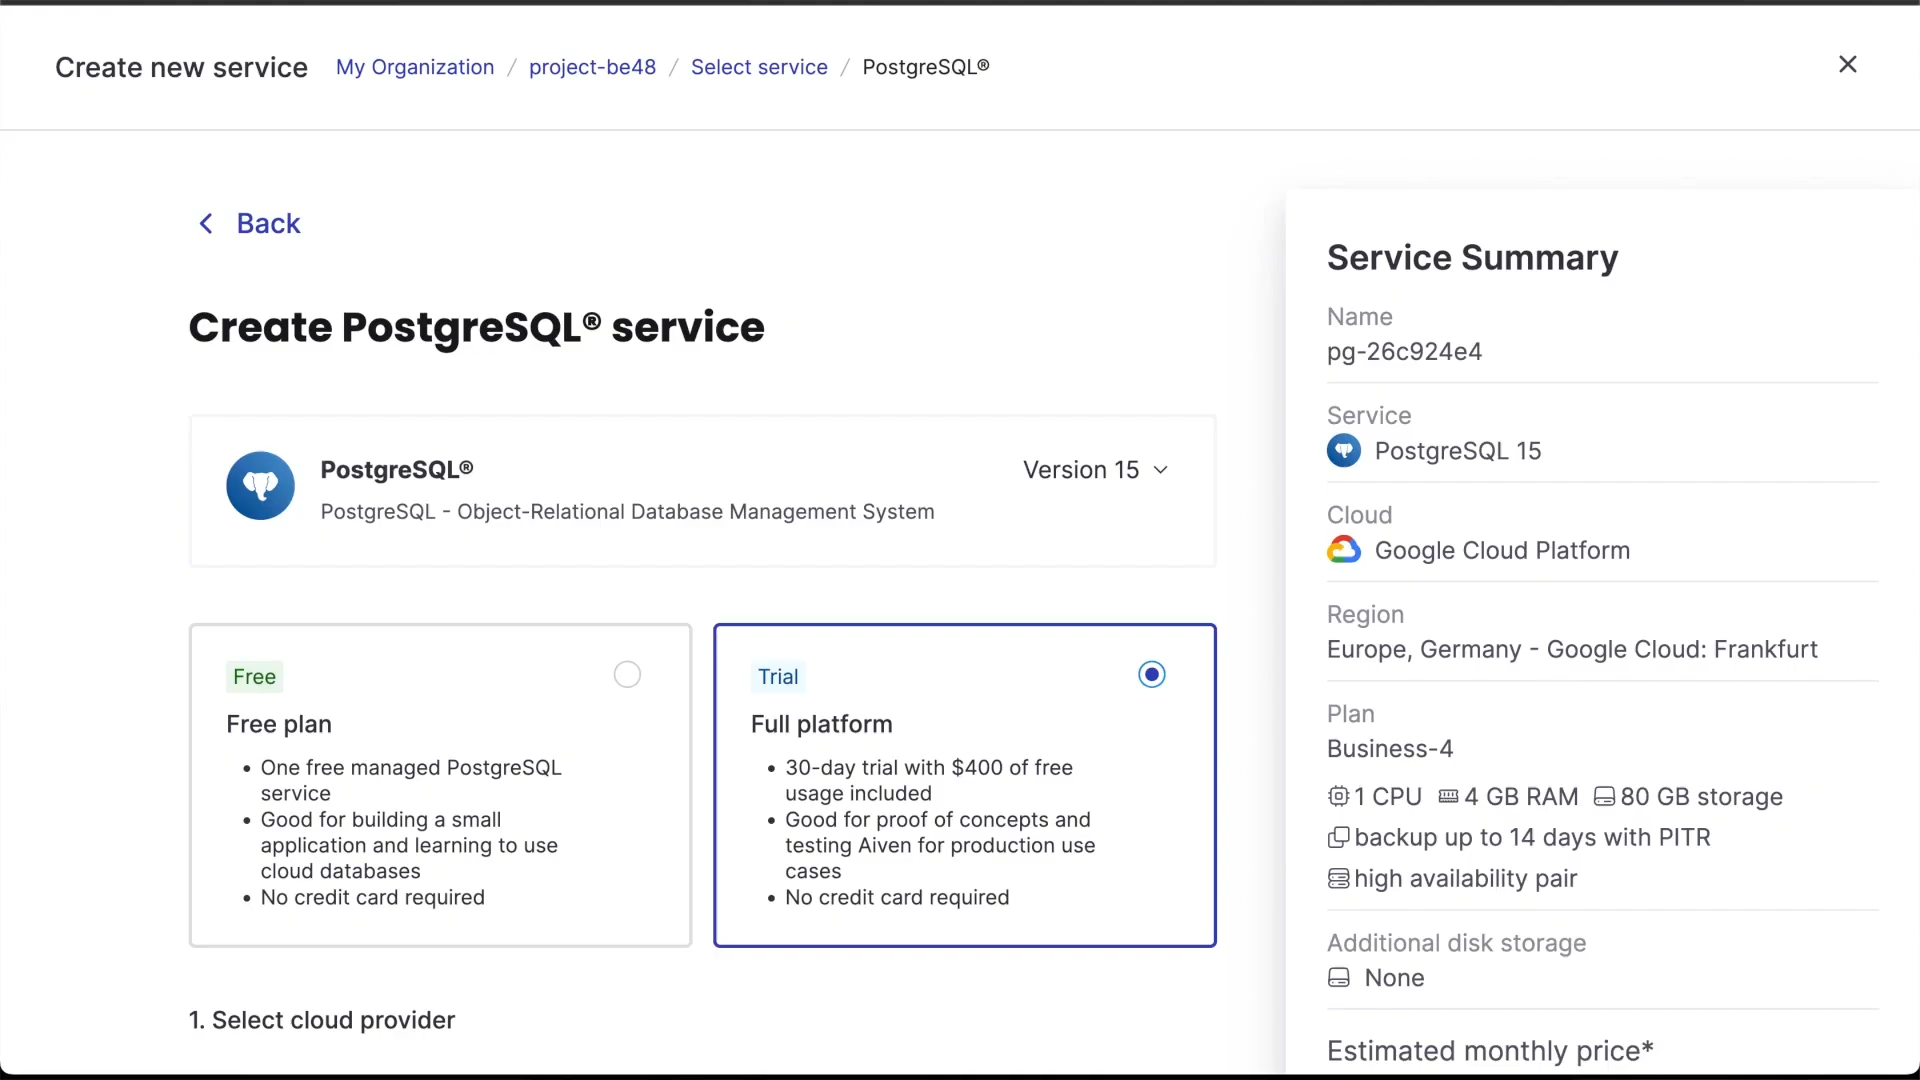 Create new service My Organization / project-be48 / Select service / PostgreSQL®
Back
Create PostgreSQL® service
PostgreSQL®
Version 15
PostgreSQL - Object-Relational Database Management System
Free
Free plan
• One free managed PostgreSQL
service
• Good for building a small
application and learning to use
cloud databases
• No credit card required
Trial
Full platform
• 30-day trial with $400 of free
usage included
• Good for proof of concepts and
testing Aiven for production use
cases
• No credit card required
1. Select cloud provider
Service Summary
Name
pg-26c924e4
Service
PostgreSQL 15
Cloud
Google Cloud Platform
Region
Europe, Germany - Google Cloud: Frankfurt
Plan
Business-4
1 CPU 4 GB RAM 80 GB storage
backup up to 14 days with PITR
high availability pair
Additional disk storage
None
Estimated monthly price*